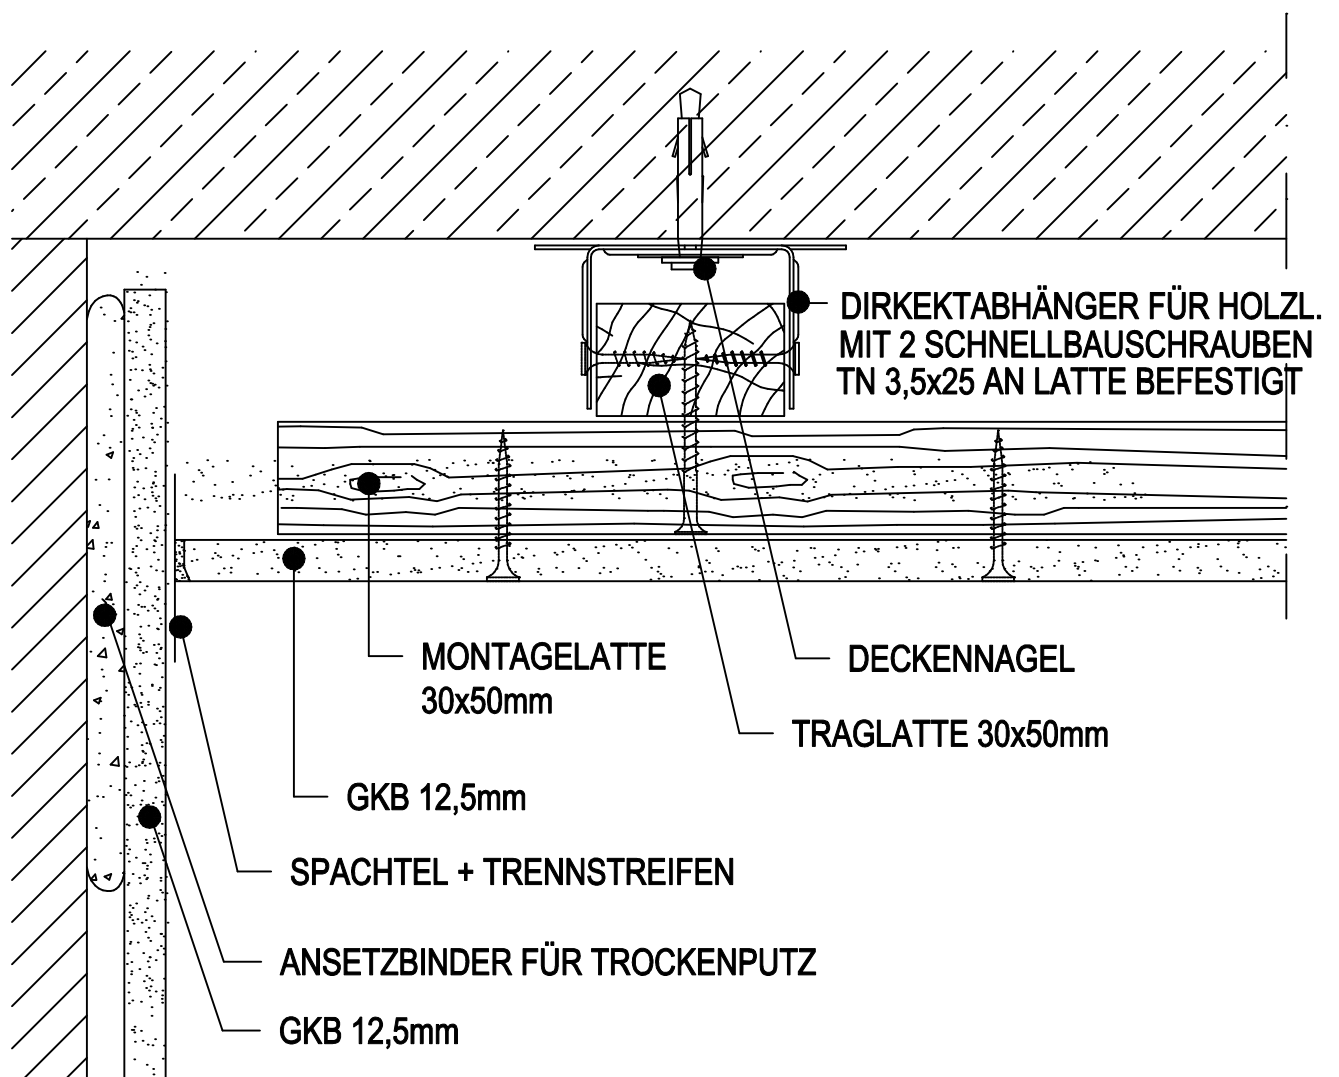 DIRKEKTABHÄNGER FÜR HOLZL.
MIT 2 SCHNELLBAUSCHRAUBEN
TN 3,5x25 AN LATTE BEFESTIGT
MONTAGELATTE
30x50mm
DECKENNAGEL
TRAGLATTE 30x50mm
GKB 12,5mm
SPACHTEL + TRENNSTREIFEN
ANSETZBINDER FÜR TROCKENPUTZ
GKB 12,5mm